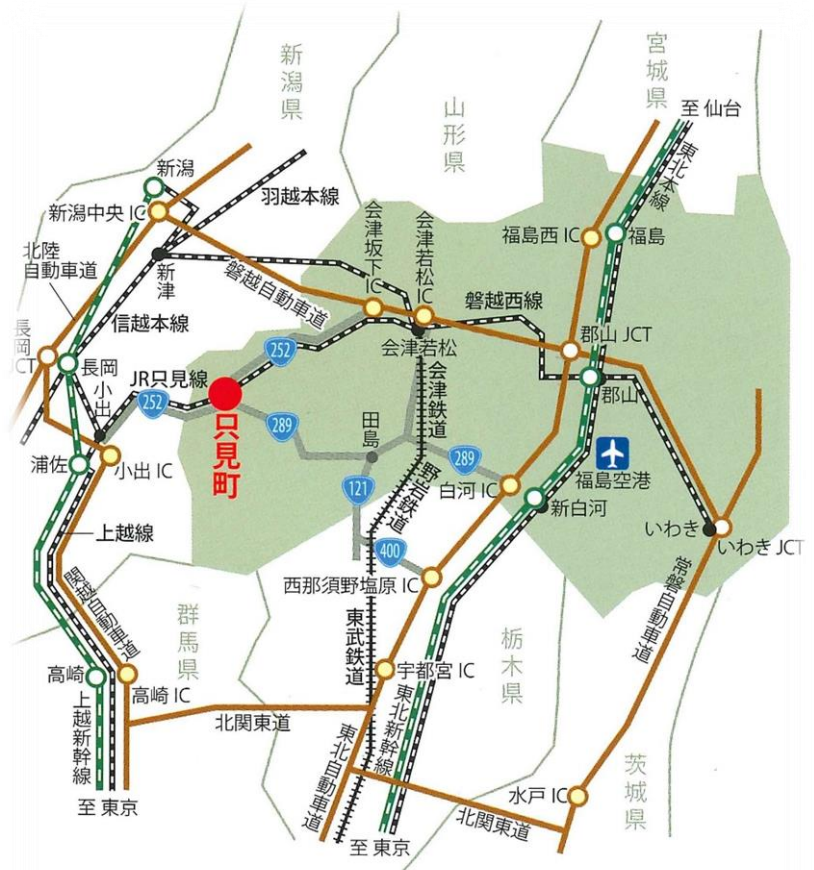 新潟県
山形県
宮城県
至 仙台
東北本線
新潟
羽越本線
新潟中央 IC
会津坂下 IC
会津若松 IC
福島西 IC
福島
北陸
自動車道
新津
磐越自動車道
磐越西線
信越本線
長岡
JCT
長岡
会津若松
郡山 JCT
252
JR只見線
小出
252
只見町
会津鉄道
郡山
289
田島
289
福島空港
浦佐
小出 IC
121
野岩鉄道
白河 IC
新白河
いわき
いわき JCT
上越線
400
西那須野塩原 IC
関越自動車道
群馬県
東武鉄道
栃木県
常磐自動車道
高崎
高崎 IC
宇都宮 IC
上越新幹線
北関東道
東北新幹線
東北自動車道
茨城県
水戸 IC
至 東京
北関東道
至 東京